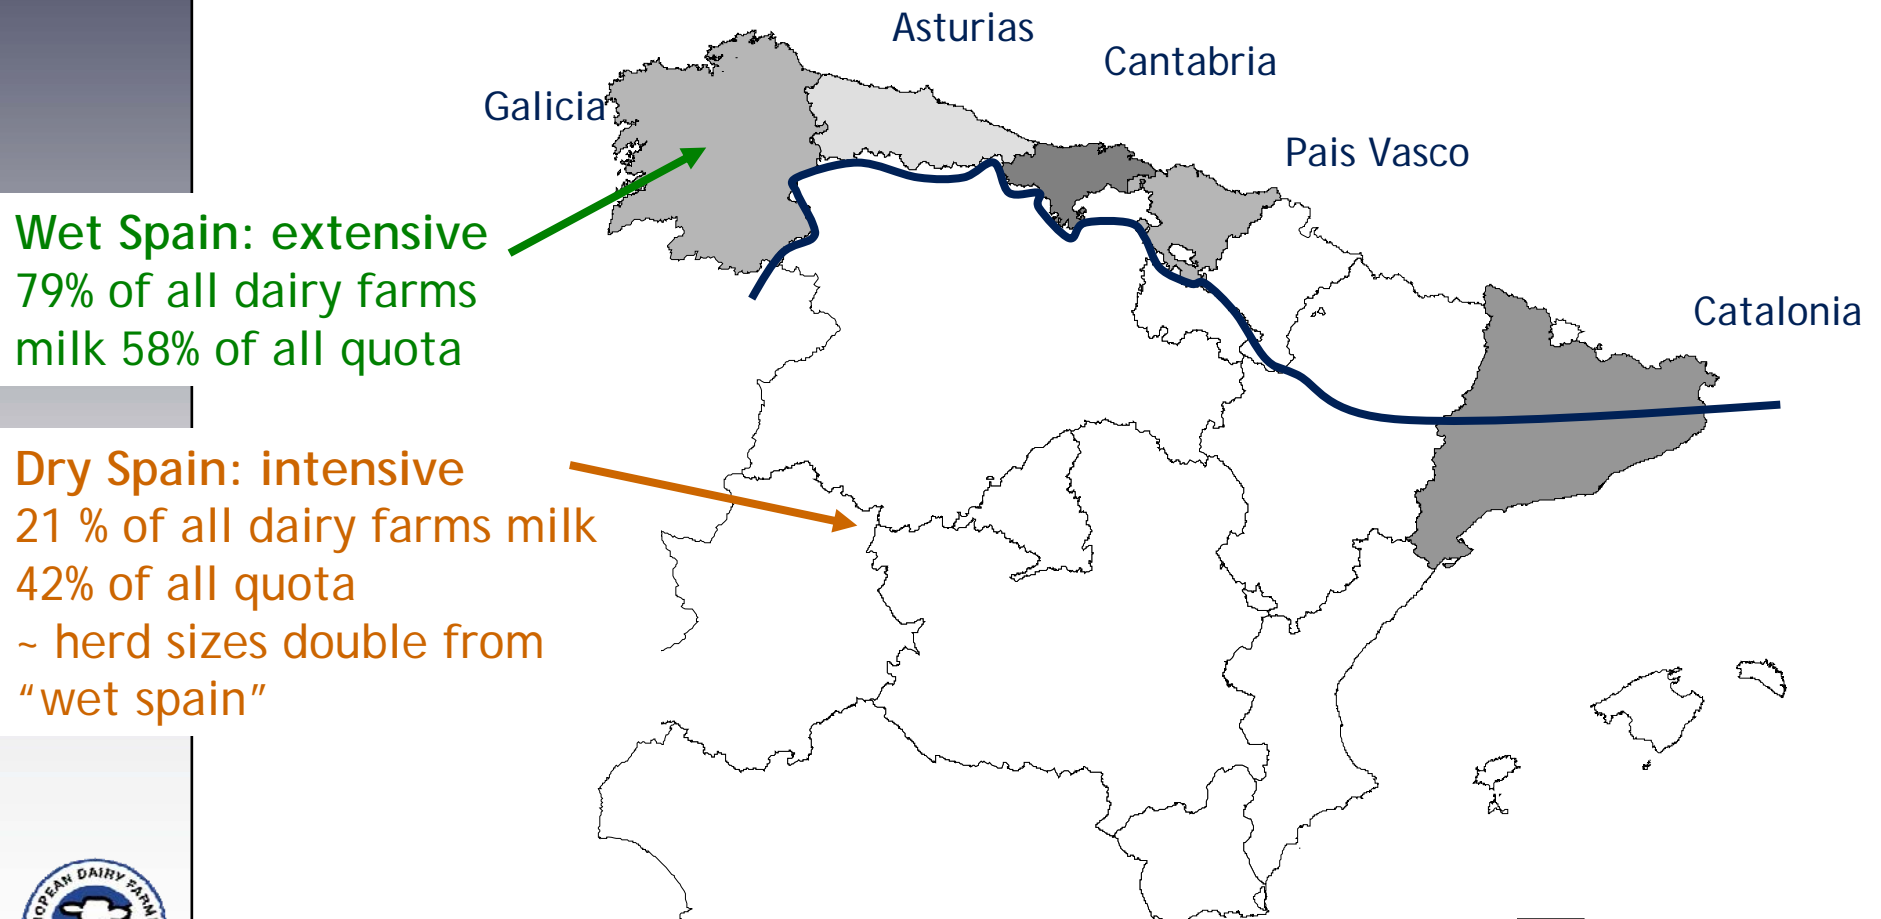 Asturias
Cantabria
Galicia
Pais Vasco
Wet Spain: extensive
79% of all dairy farms
milk 58% of all quota
Catalonia
Dry Spain: intensive
21 % of all dairy farms milk
42% of all quota
~ herd sizes double from
“wet spain”
DAIRY